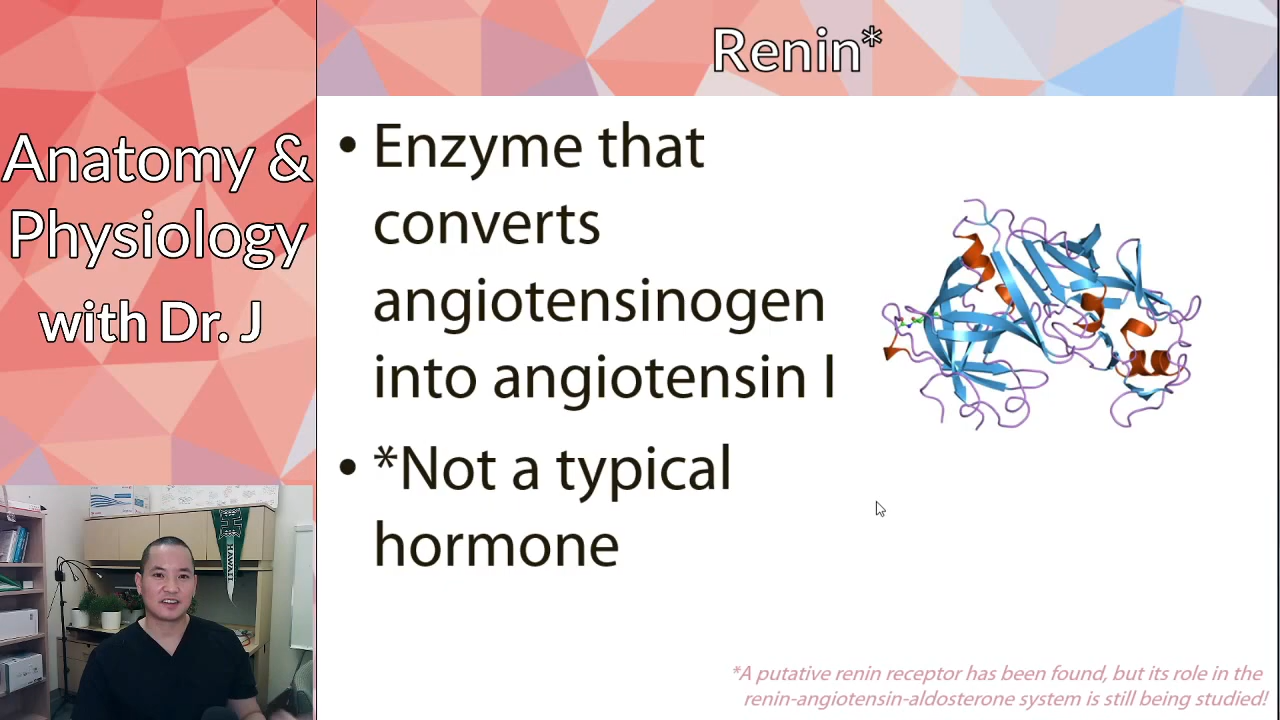 Anatomy &
Physiology
with Dr. J
Renin*
• Enzyme that
converts
angiotensinogen
into angiotensin I
• *Not a typical
hormone
*A putative renin receptor has been found, but its role in the
renin-angiotensin-aldosterone system is still being studied!
H
HAWAII